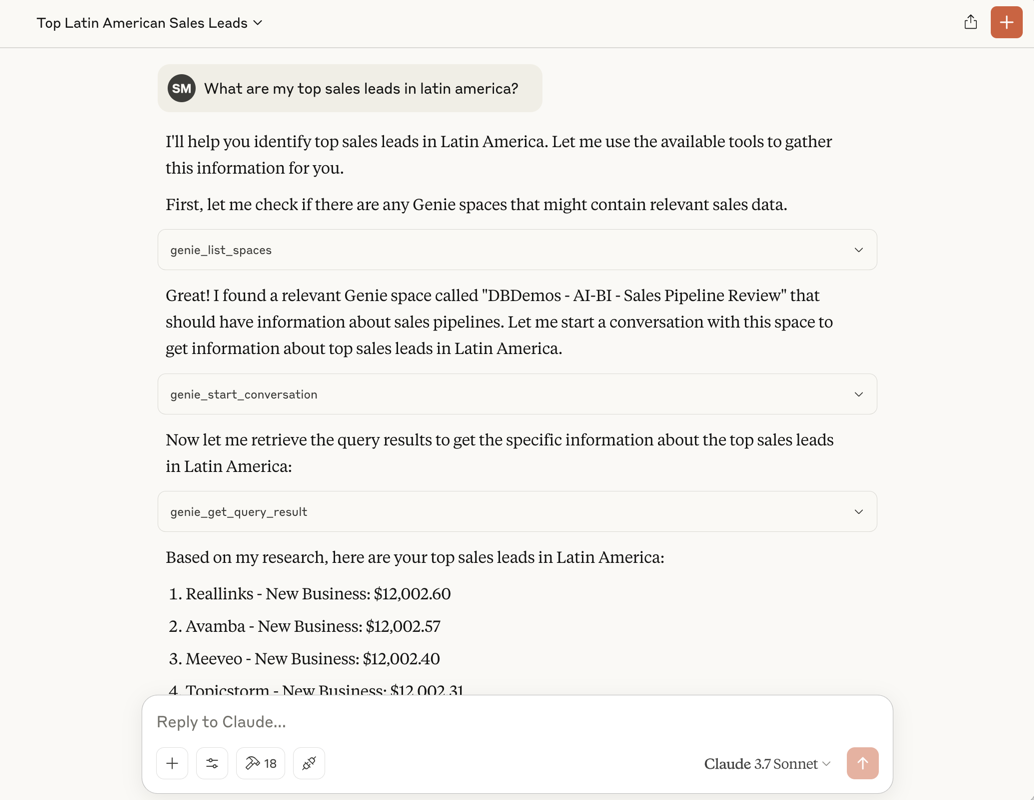 Top Latin American Sales Leads
SM What are my top sales leads in latin america?
I'll help you identify top sales leads in Latin America. Let me use the available tools to gather
this information for you.
First, let me check if there are any Genie spaces that might contain relevant sales data.
genie_list_spaces
Great! I found a relevant Genie space called "DBDemos - AI-BI - Sales Pipeline Review" that
should have information about sales pipelines. Let me start a conversation with this space to
get information about top sales leads in Latin America.
genie_start_conversation
Now let me retrieve the query results to get the specific information about the top sales leads
in Latin America:
genie_get_query_result
Based on my research, here are your top sales leads in Latin America:
1. Reallinks - New Business: $12,002.60
2. Avamba - New Business: $12,002.57
3. Meeveo - New Business: $12,002.40
4. Topicstorm - New Business: $12,002.31
Reply to Claude...
18
Claude 3.7 Sonnet